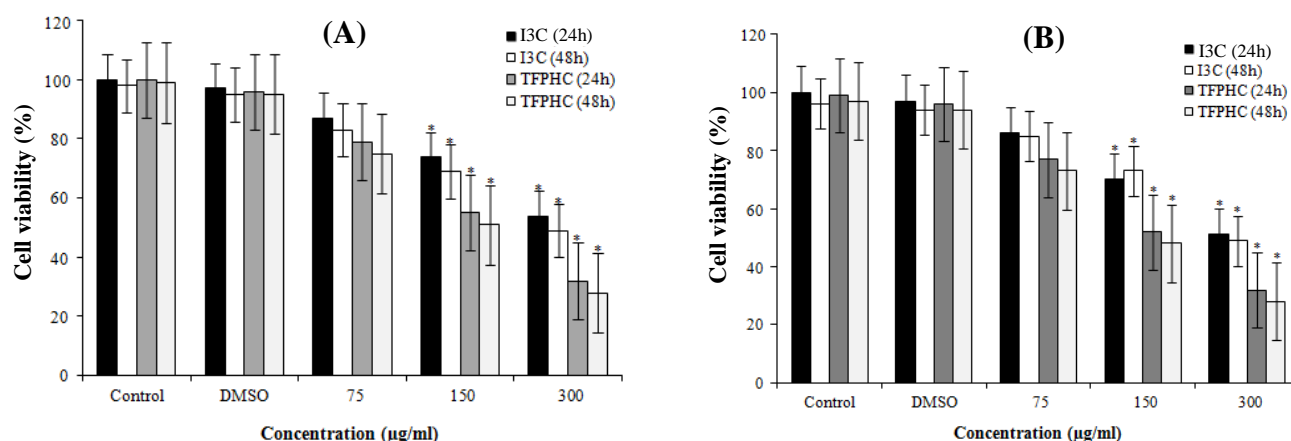 (A)
I3C (24h)
I3C (48h)
TFPHC (24h)
TFPHC (48h)
Cell viability (%)
120
100
80
60
40
20
0
* * * *
* * * *
Control DMSO 75 150 300
Concentration (µg/ml)
(B)
I3C (24h)
I3C (48h)
TFPHC (24h)
TFPHC (48h)
Cell viability (%)
120
100
80
60
40
20
0
* * * *
* * * *
Control DMSO 75 150 300
Concentration (µg/ml)